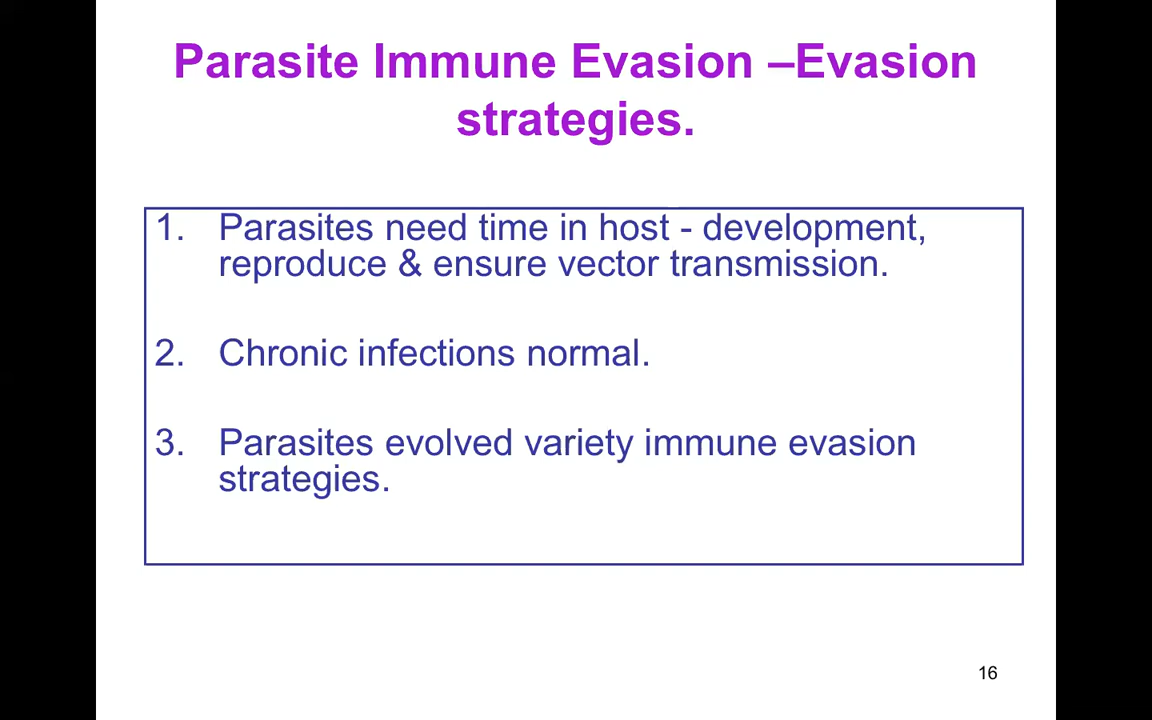 Parasite Immune Evasion –Evasion
strategies.
1. Parasites need time in host - development,
reproduce & ensure vector transmission.
2. Chronic infections normal.
3. Parasites evolved variety immune evasion
strategies.
16